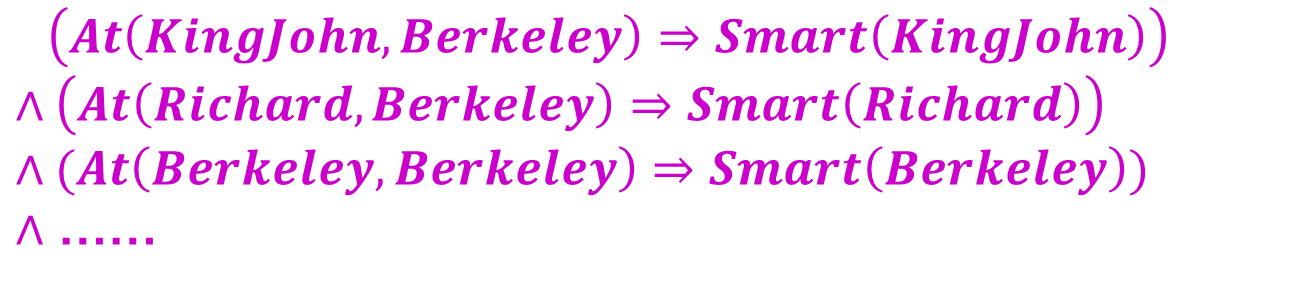 (At(KingJohn, Berkeley) ⇒ Smart(KingJohn))
∧ (At(Richard, Berkeley) ⇒ Smart(Richard))
∧ (At(Berkeley, Berkeley) ⇒ Smart(Berkeley))
∧ ......